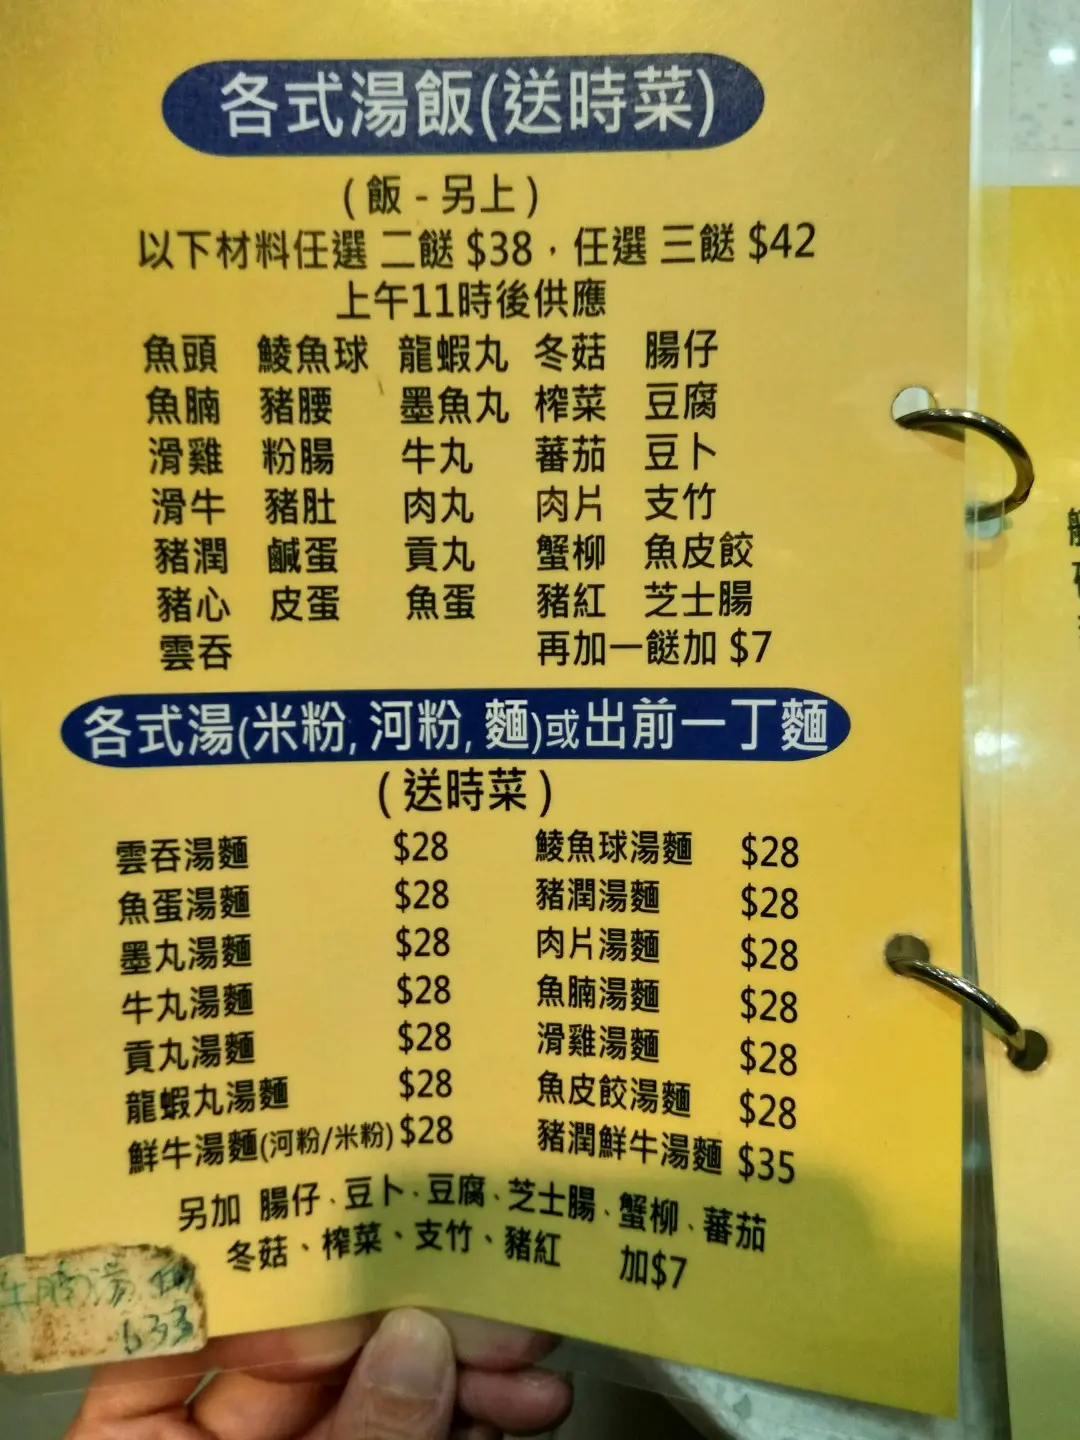 各式湯飯(送時菜)
(飯-另上)
以下材料任選 二餸 $38，任選 三餸 $42
上午11時後供應
魚頭 鯪魚球 龍蝦丸 冬菇 腸仔
魚腩 豬腰 墨魚丸 榨菜 豆腐
滑雞 粉腸 牛丸 蕃茄 豆卜
滑牛 豬肚 肉丸 肉片 支竹
豬潤 鹹蛋 貢丸 蟹柳 魚皮餃
豬心 皮蛋 魚蛋 豬紅 芝士腸
雲吞 再加一餸加 $7
各式湯(米粉, 河粉, 麵)或出前一丁麵
(送時菜)
雲吞湯麵 $28 鯪魚球湯麵 $28
魚蛋湯麵 $28 豬潤湯麵 $28
墨丸湯麵 $28 肉片湯麵 $28
牛丸湯麵 $28 魚腩湯麵 $28
貢丸湯麵 $28 滑雞湯麵 $28
龍蝦丸湯麵 $28 魚皮餃湯麵 $28
鮮牛湯麵(河粉/米粉) $28 豬潤鮮牛湯麵 $35
另加 腸仔、豆卜、豆腐、芝士腸、蟹柳、蕃茄
冬菇、榨菜、支竹、豬紅 加$7
牛腩湯
$33